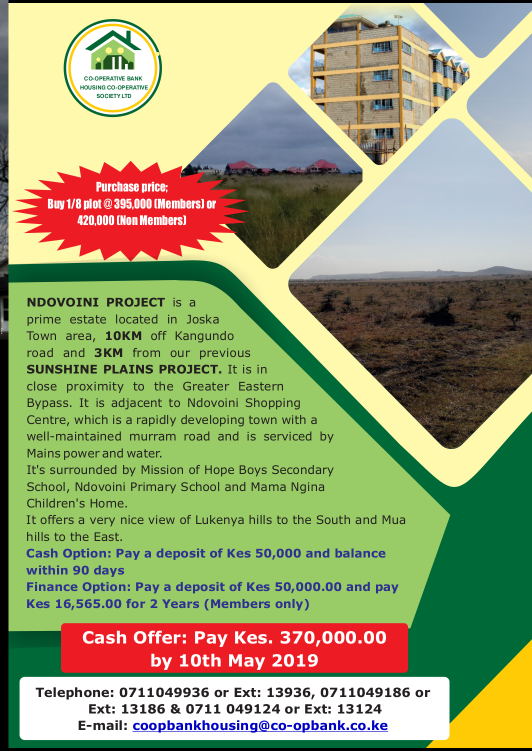 CO-OPERATIVE BANK
HOUSING CO-OPERATIVE
SOCIETY LTD
Purchase price;
Buy 1/8 plot @ 395,000 (Members) or
420,000 (Non Members)
NDOVOINI PROJECT is a
prime estate located in Joska
Town area, 10KM off Kangundo
road and 3KM from our previous
SUNSHINE PLAINS PROJECT. It is in
close proximity to the Greater Eastern
Bypass. It is adjacent to Ndovoini Shopping
Centre, which is a rapidly developing town with a
well-maintained murram road and is serviced by
Mains power and water.
It's surrounded by Mission of Hope Boys Secondary
School, Ndovoini Primary School and Mama Ngina
Children's Home.
It offers a very nice view of Lukenya hills to the South and Mua
hills to the East.
Cash Option: Pay a deposit of Kes 50,000 and balance
within 90 days
Finance Option: Pay a deposit of Kes 50,000.00 and pay
Kes 16,565.00 for 2 Years (Members only)
Cash Offer: Pay Kes. 370,000.00
by 10th May 2019
Telephone: 0711049936 or Ext: 13936, 0711049186 or
Ext: 13186 & 0711 049124 or Ext: 13124
E-mail: coopbankhousing@co-opbank.co.ke